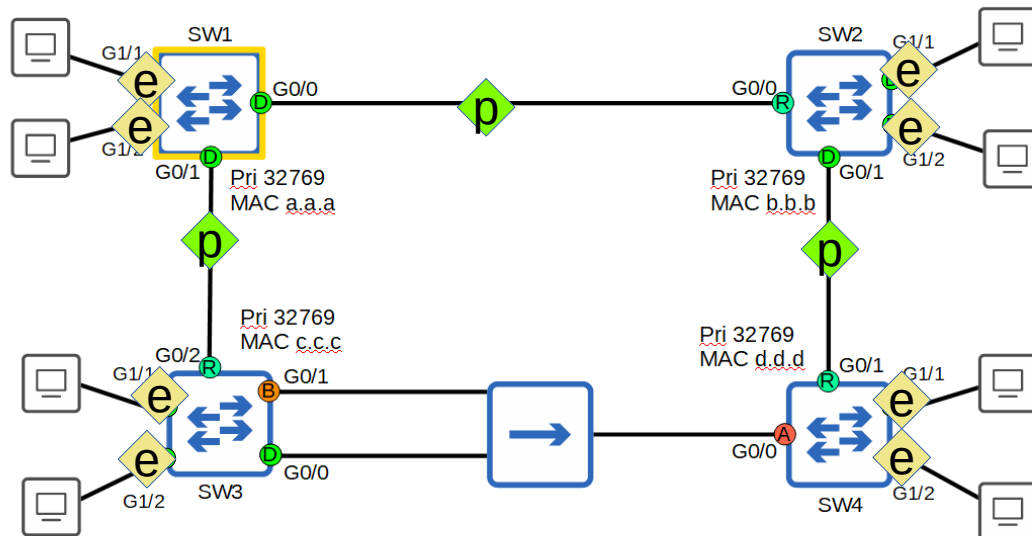 SW1
SW2
G1/1
G1/1
e
e
G0/0
G0/0
D
R
p
e
e
G1/2
G1/2
G0/1
D
D
G0/1
Pri 32769
MAC a.a.a
Pri 32769
MAC b.b.b
p
p
Pri 32769
MAC c.c.c
Pri 32769
MAC d.d.d
G0/2
R
G0/1
R
G0/1
G1/1
G1/1
e
B
e
A
G0/0
e
D
G0/0
e
G1/2
SW3
SW4
G1/2